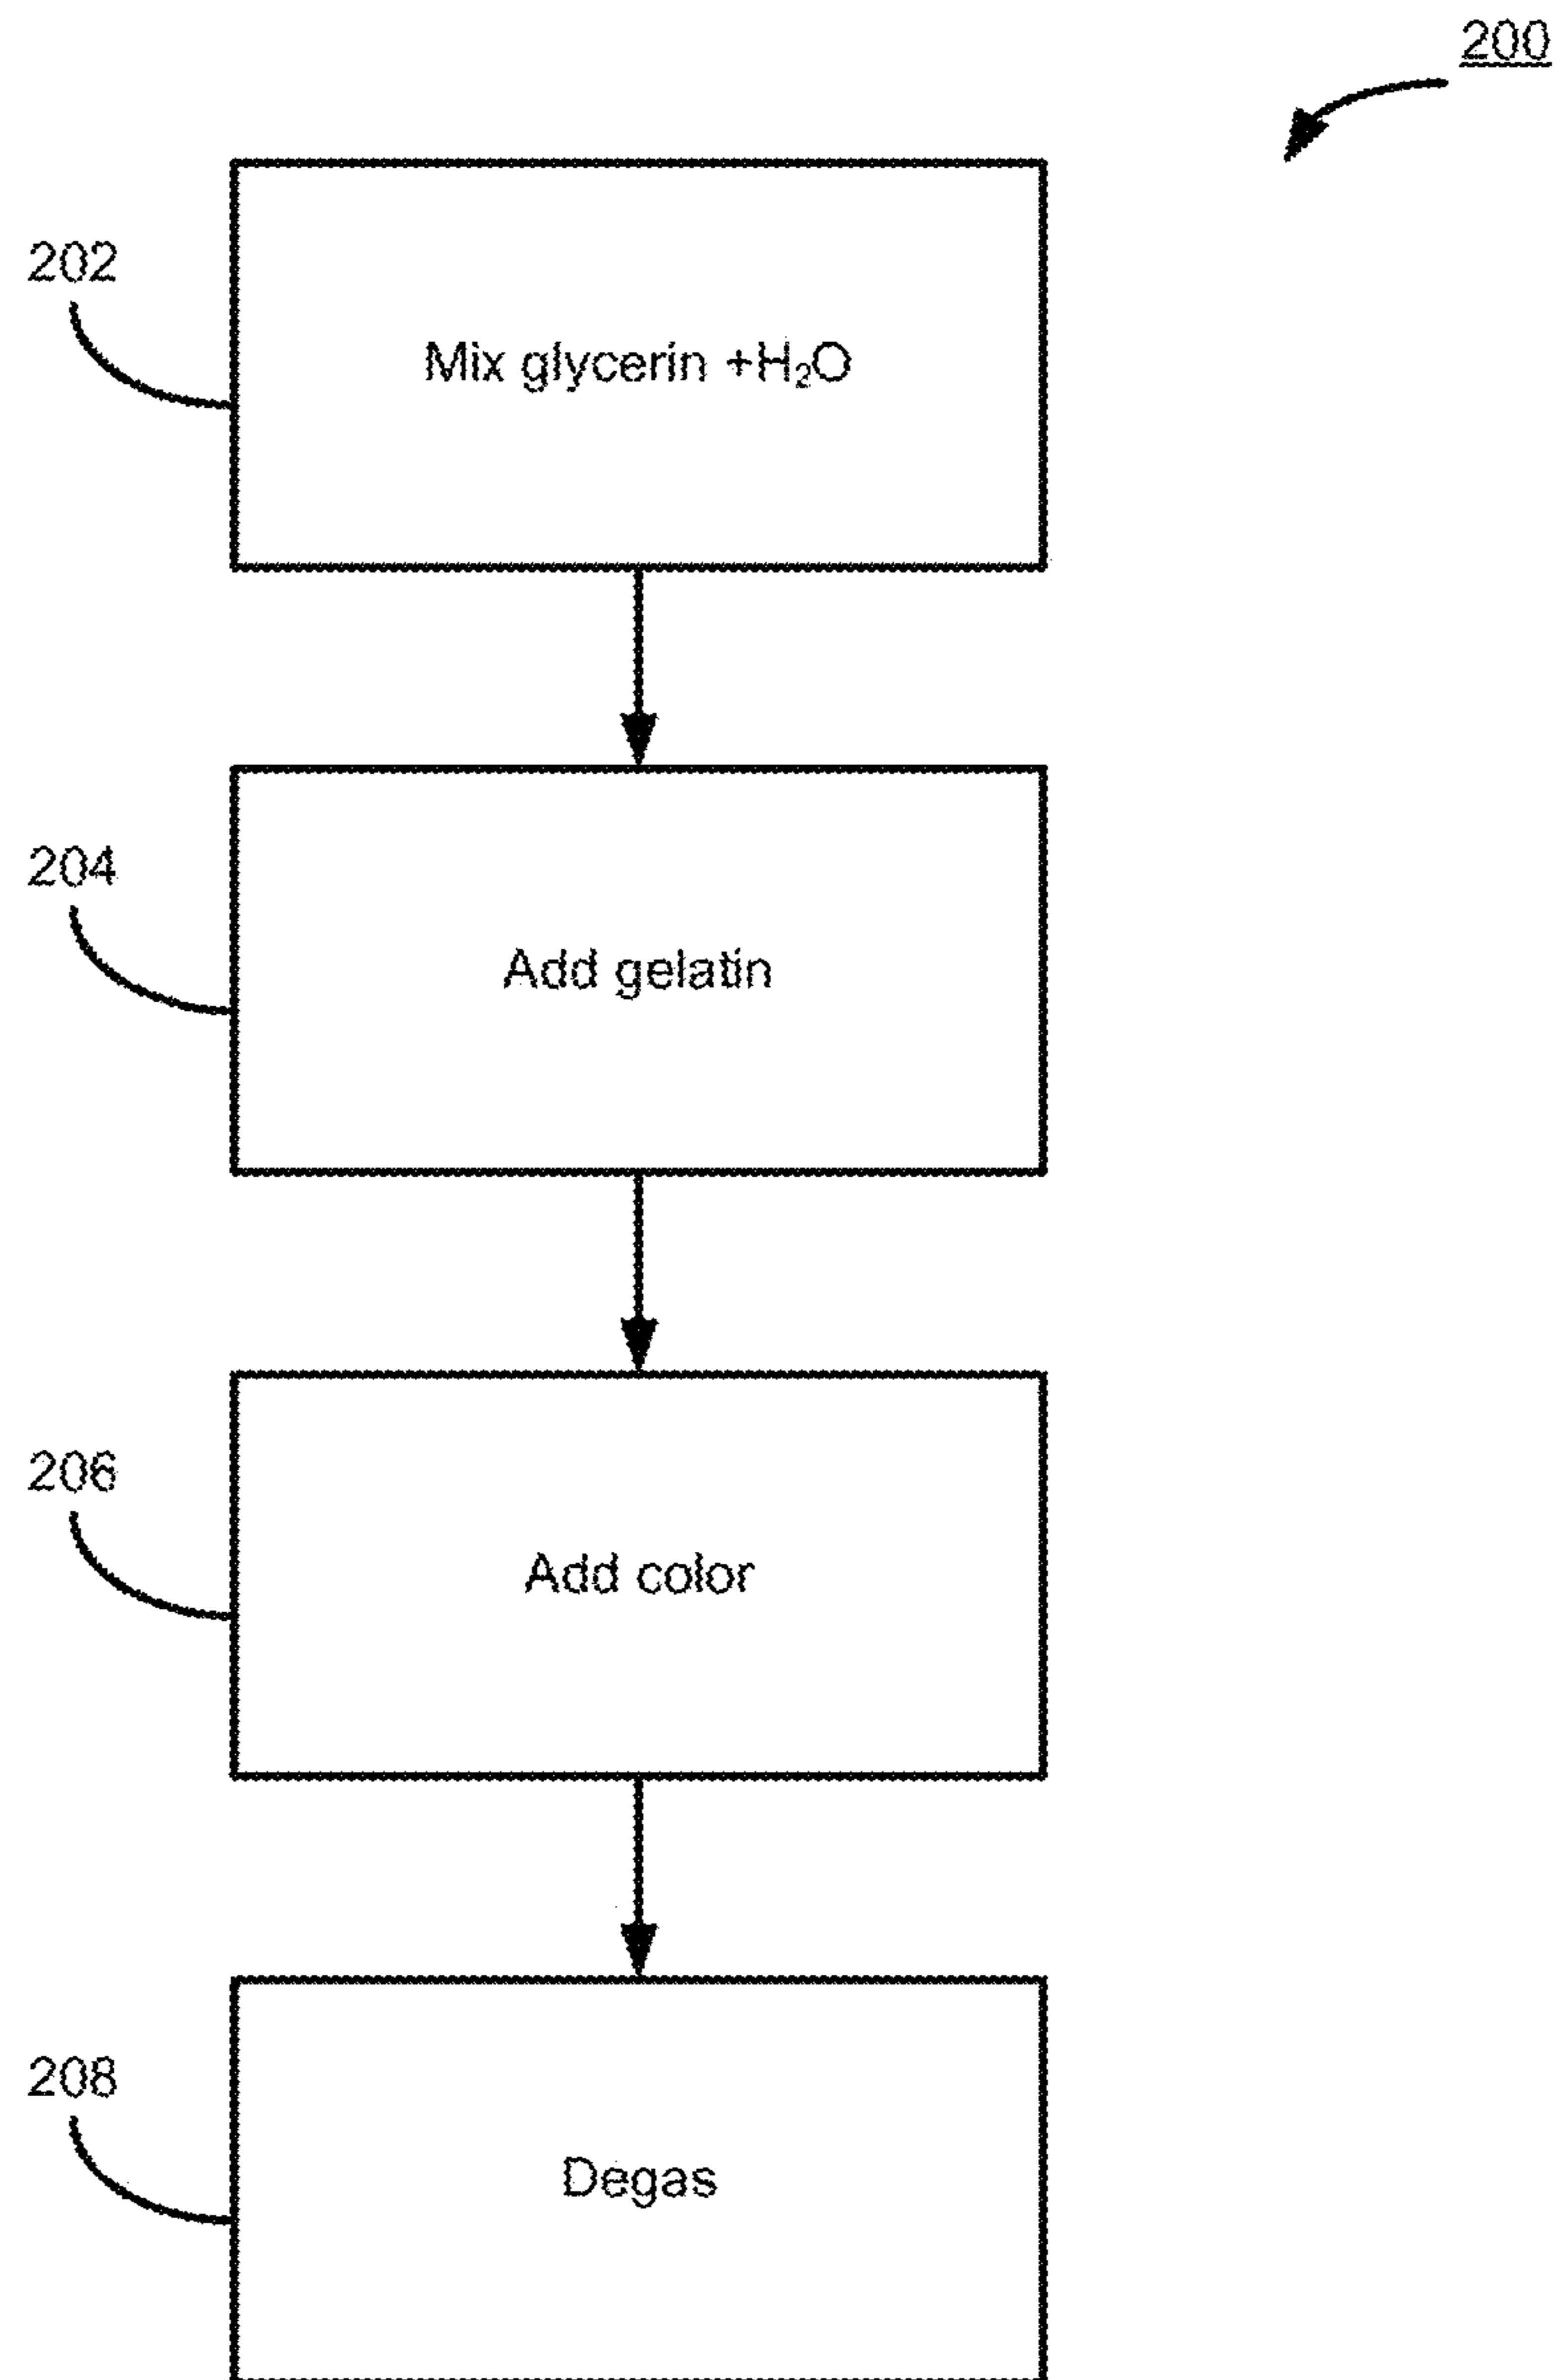 200
202
Mix glycerin +H₂O
204
Add gelatin
206
Add color
208
Degas